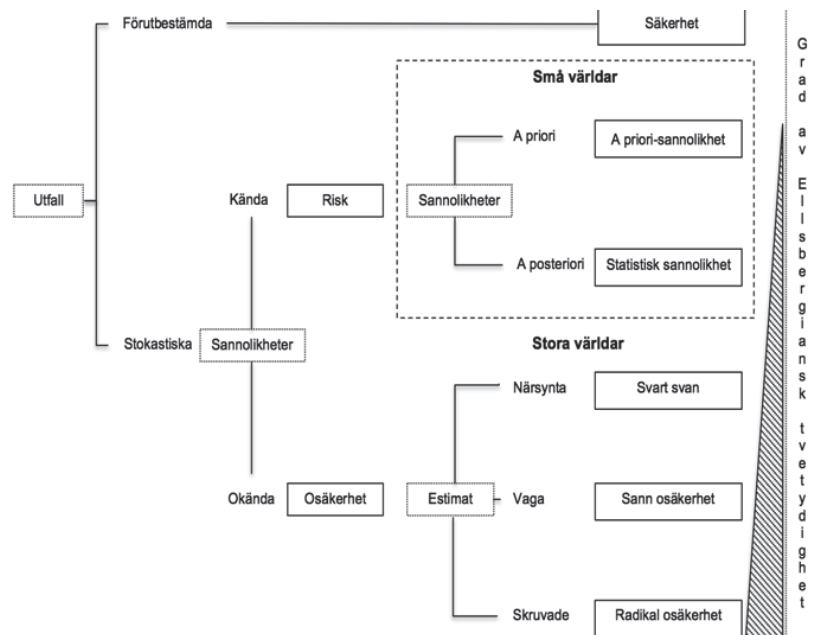 Förutbestämda
Säkerhet
Små världar
A priori
A priori-sannolikhet
Utfall
Kända
Risk
Sannolikheter
A posteriori
Statistisk sannolikhet
Stokastiska
Sannolikheter
Stora världar
Närsynta
Svart svan
Okända
Osäkerhet
Estimat
Vaga
Sann osäkerhet
Skruvade
Radikal osäkerhet
Grad av Ellsbergiansk tvetydighet